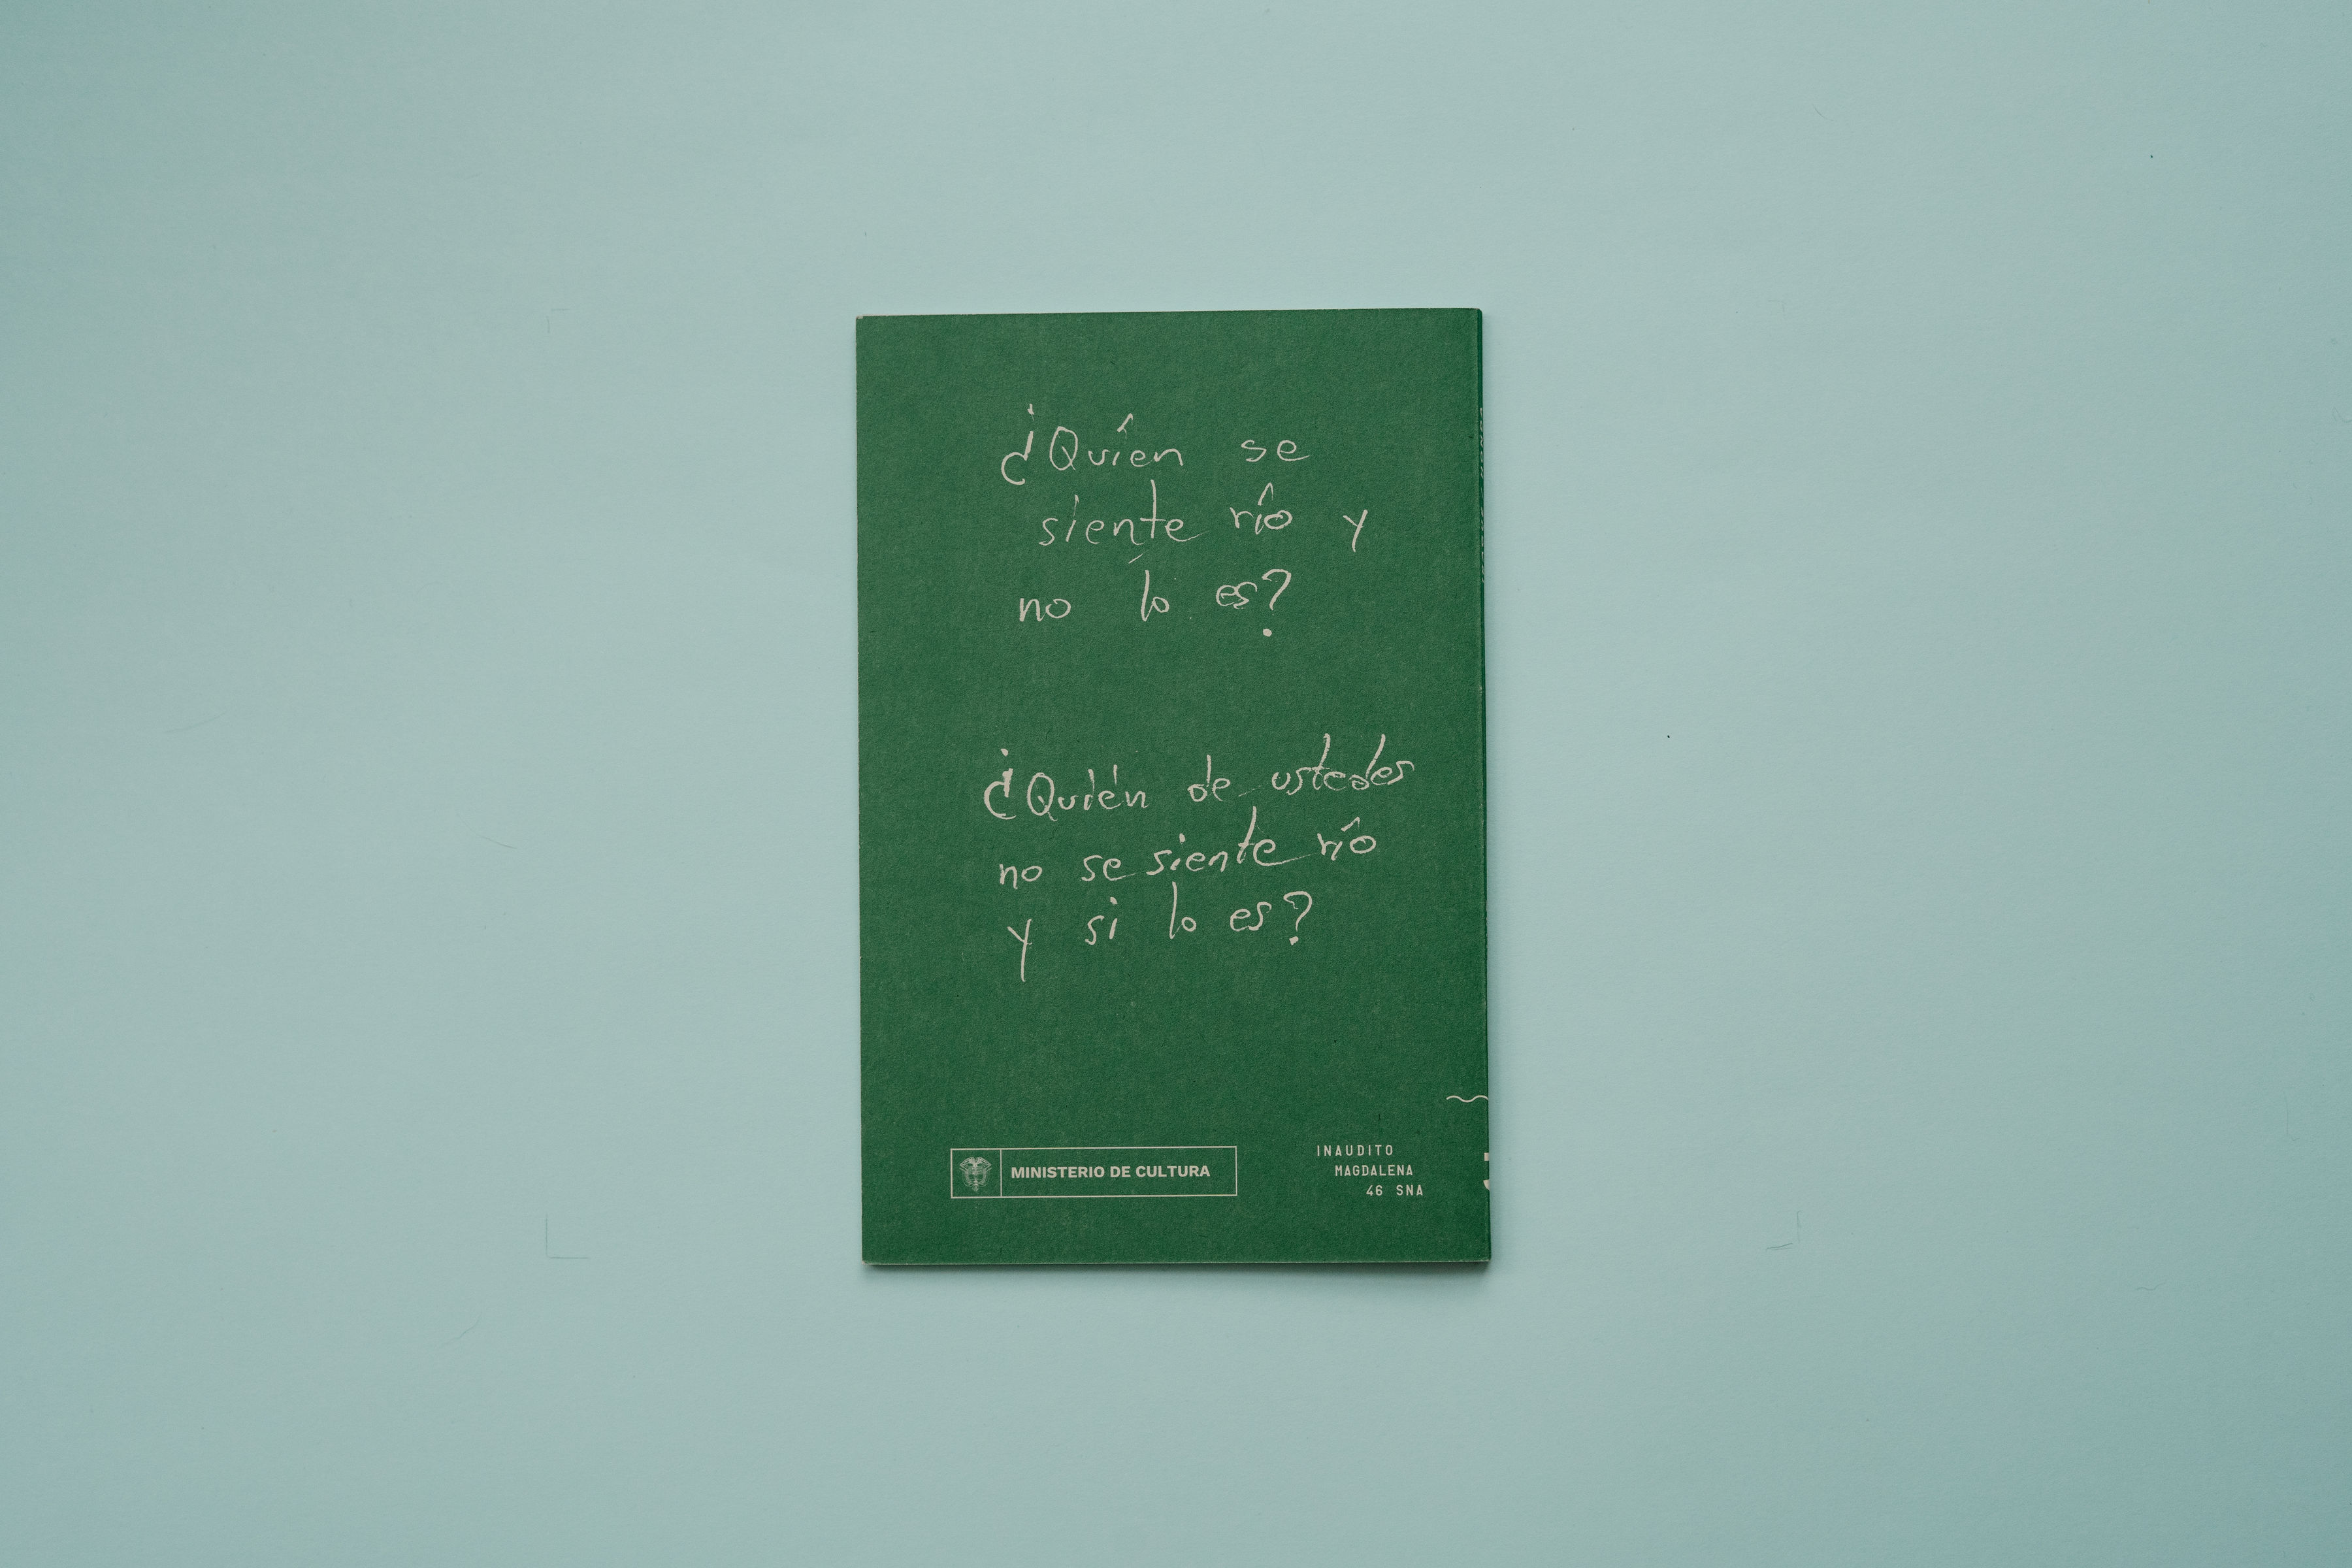 ¿Quíen se
siente río y
no lo es?
¿Quién de ustedes
no se siente río
y si lo es?
MINISTERIO DE CULTURA
INAUDITO
MAGDALENA
46 SNA